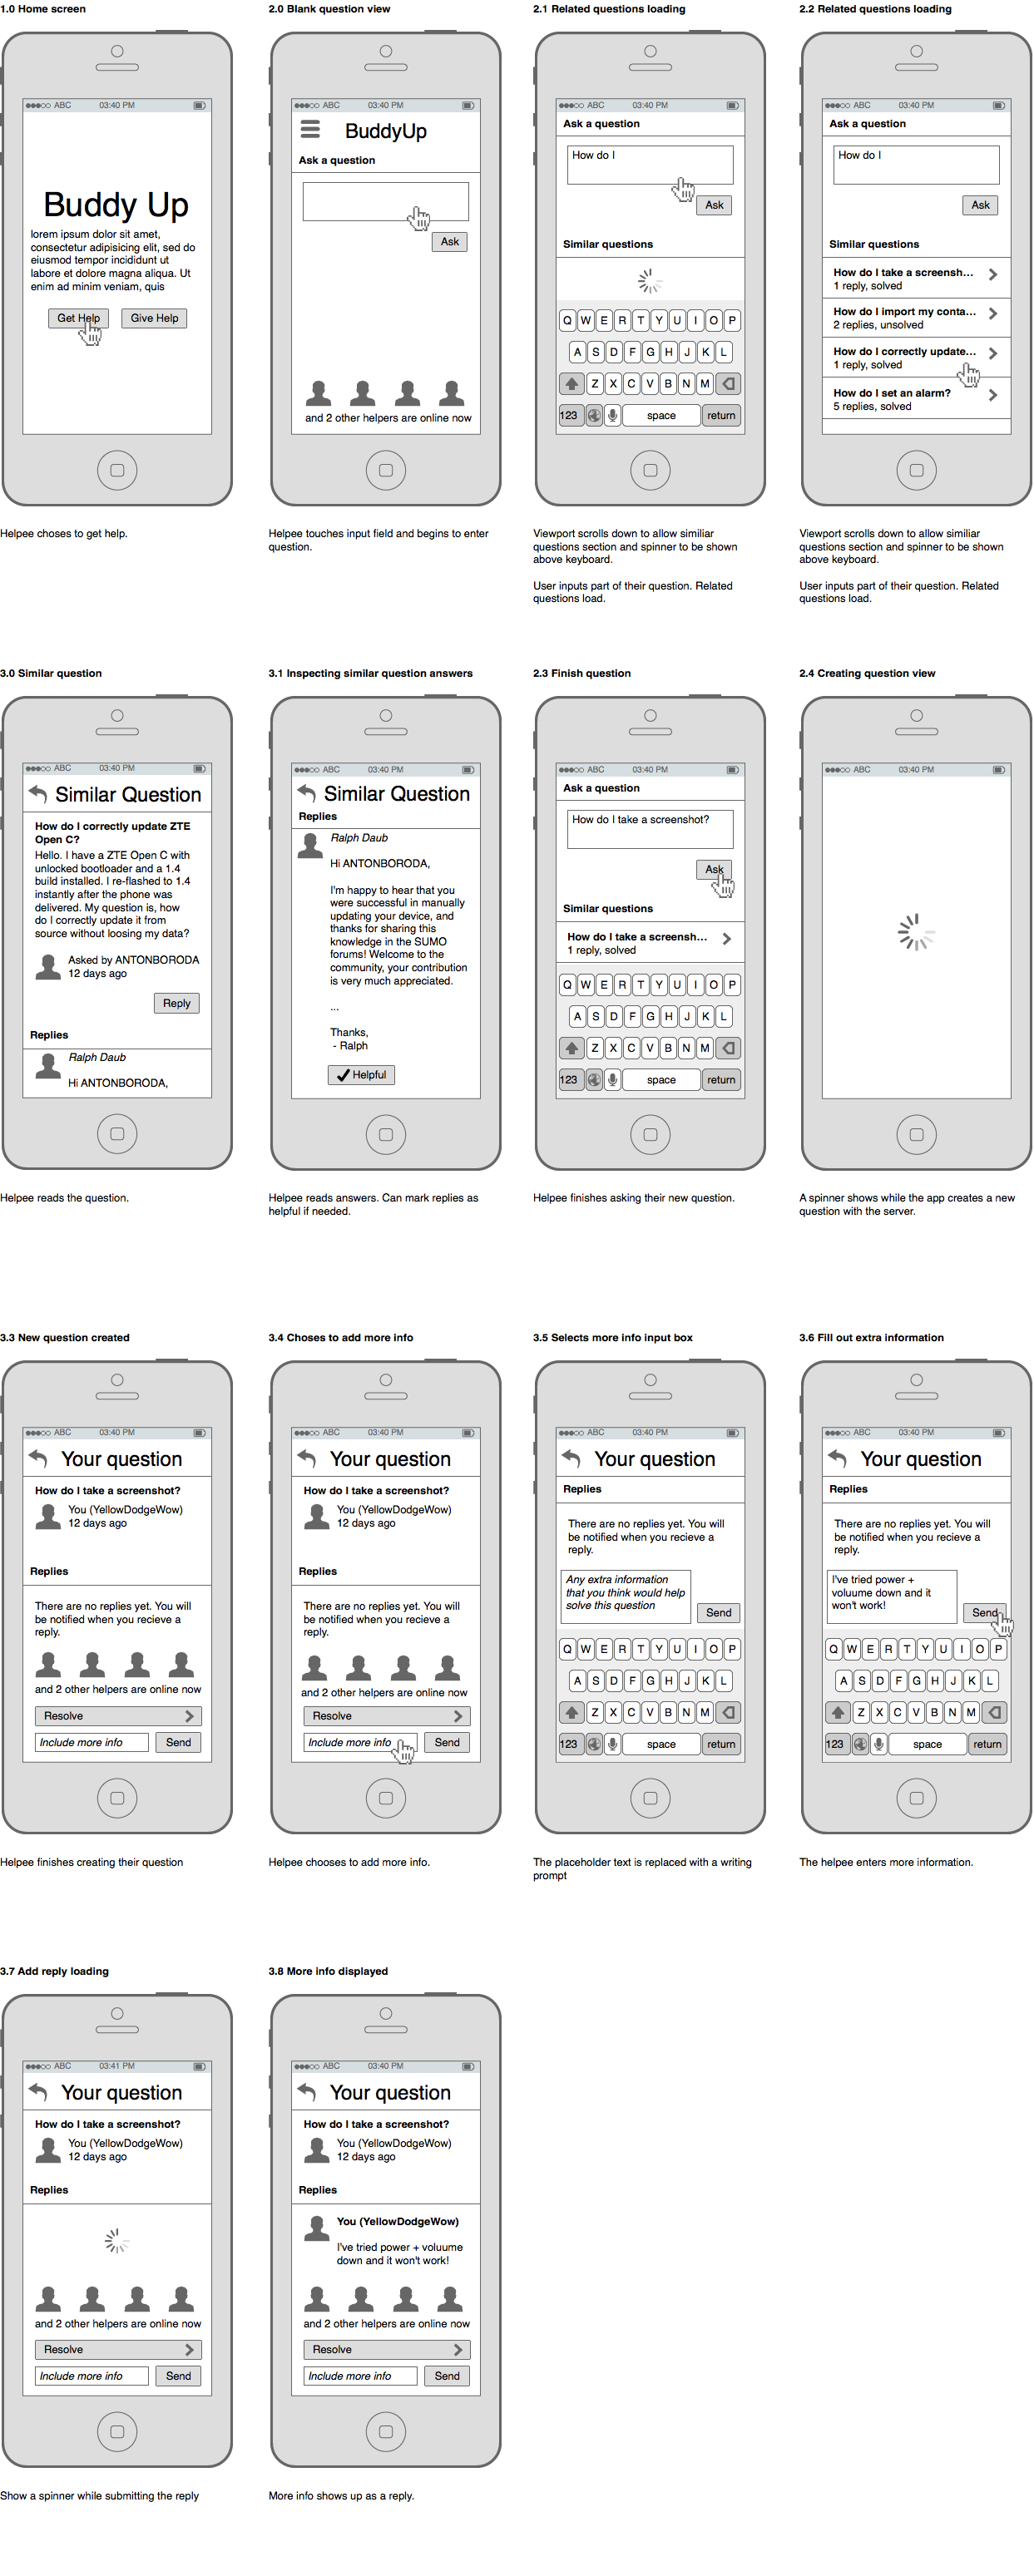 1.0 Home screen
ABC 03:40 PM
Buddy Up
lorem ipsum dolor sit amet,
consectetur adipisicing elit, sed do
eiusmod tempor incididunt ut
labore et dolore magna aliqua. Ut
enim ad minim veniam, quis
Get Help Give Help
Helpee choses to get help.
2.0 Blank question view
ABC 03:40 PM
BuddyUp
Ask a question
Ask
and 2 other helpers are online now
Helpee touches input field and begins to enter
question.
2.1 Related questions loading
ABC 03:40 PM
Ask a question
How do I
Ask
Similar questions
Q W E R T Y U I O P
A S D F G H J K L
Z X C V B N M
123 space return
Viewport scrolls down to allow similiar
questions section and spinner to be shown
above keyboard.
User inputs part of their question. Related
questions load.
2.2 Related questions loading
ABC 03:40 PM
Ask a question
How do I
Ask
Similar questions
How do I take a screensh...
1 reply, solved
How do I import my conta...
2 replies, unsolved
How do I correctly update...
1 reply, solved
How do I set an alarm?
5 replies, solved
Viewport scrolls down to allow similiar
questions section and spinner to be shown
above keyboard.
User inputs part of their question. Related
questions load.
3.0 Similar question
ABC 03:40 PM
Similar Question
How do I correctly update ZTE
Open C?
Hello. I have a ZTE Open C with
unlocked bootloader and a 1.4
build installed. I re-flashed to 1.4
instantly after the phone was
delivered. My question is, how
do I correctly update it from
source without loosing my data?
Asked by ANTONBORODA
12 days ago
Reply
Replies
Ralph Daub
Hi ANTONBORODA,
Helpee reads the question.
3.1 Inspecting similar question answers
ABC 03:40 PM
Similar Question
Replies
Ralph Daub
Hi ANTONBORODA,
I'm happy to hear that you
were successful in manually
updating your device, and
thanks for sharing this
knowledge in the SUMO
forums! Welcome to the
community, your contribution
is very much appreciated.
...
Thanks,
- Ralph
Helpful
Helpee reads answers. Can mark replies as
helpful if needed.
2.3 Finish question
ABC 03:40 PM
Ask a question
How do I take a screenshot?
Ask
Similar questions
How do I take a screensh...
1 reply, solved
Q W E R T Y U I O P
A S D F G H J K L
Z X C V B N M
123 space return
Helpee finishes asking their new question.
2.4 Creating question view
ABC 03:40 PM
A spinner shows while the app creates a new
question with the server.
3.3 New question created
ABC 03:40 PM
Your question
How do I take a screenshot?
You (YellowDodgeWow)
12 days ago
Replies
There are no replies yet. You will
be notified when you recieve a
reply.
and 2 other helpers are online now
Resolve
Include more info Send
Helpee finishes creating their question
3.4 Choses to add more info
ABC 03:40 PM
Your question
How do I take a screenshot?
You (YellowDodgeWow)
12 days ago
Replies
There are no replies yet. You will
be notified when you recieve a
reply.
and 2 other helpers are online now
Resolve
Include more info Send
Helpee chooses to add more info.
3.5 Selects more info input box
ABC 03:40 PM
Your question
Replies
There are no replies yet. You will
be notified when you recieve a
reply.
Any extra information
that you think would help
solve this question
Send
Q W E R T Y U I O P
A S D F G H J K L
Z X C V B N M
123 space return
The placeholder text is replaced with a writing
prompt
3.6 Fill out extra information
ABC 03:40 PM
Your question
Replies
There are no replies yet. You will
be notified when you recieve a
reply.
I've tried power +
voluume down and it
won't work!
Send
Q W E R T Y U I O P
A S D F G H J K L
Z X C V B N M
123 space return
The helpee enters more information.
3.7 Add reply loading
ABC 03:41 PM
Your question
How do I take a screenshot?
You (YellowDodgeWow)
12 days ago
Replies
and 2 other helpers are online now
Resolve
Include more info Send
Show a spinner while submitting the reply
3.8 More info displayed
ABC 03:40 PM
Your question
How do I take a screenshot?
You (YellowDodgeWow)
12 days ago
Replies
You (YellowDodgeWow)
I've tried power + voluume
down and it won't work!
and 2 other helpers are online now
Resolve
Include more info Send
More info shows up as a reply.